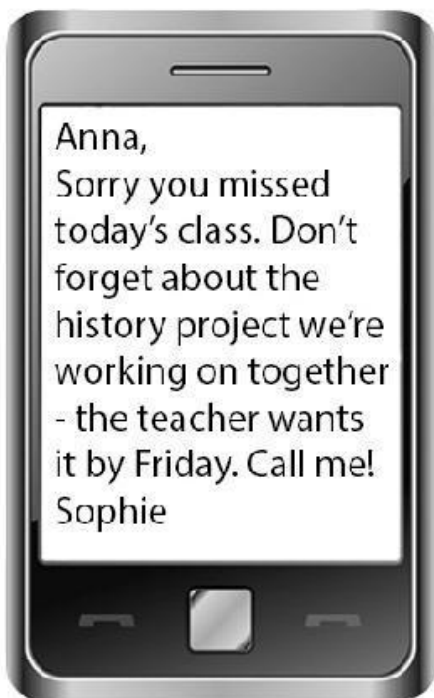 Anna,
Sorry you missed
today's class. Don't
forget about the
history project we're
working on together
- the teacher wants
it by Friday. Call me!
Sophie